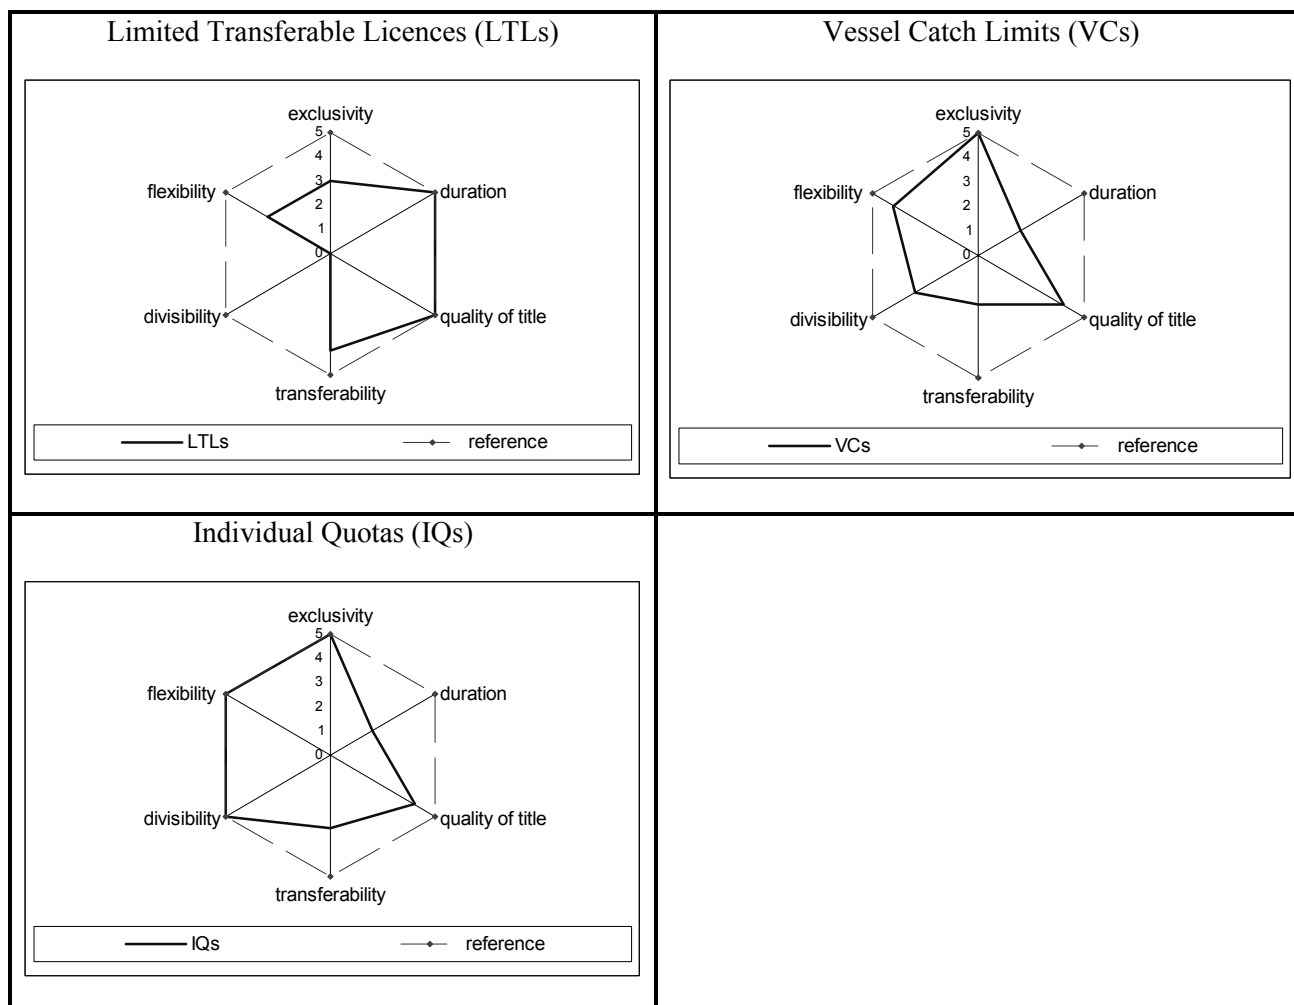 Limited Transferable Licences (LTLs)
exclusivity
5
4
3
2
1
0
flexibility
duration
divisibility
quality of title
transferability
LTLs
reference
Vessel Catch Limits (VCs)
exclusivity
5
4
3
2
1
0
flexibility
duration
divisibility
quality of title
transferability
VCs
reference
Individual Quotas (IQs)
exclusivity
5
4
3
2
1
0
flexibility
duration
divisibility
quality of title
transferability
IQs
reference